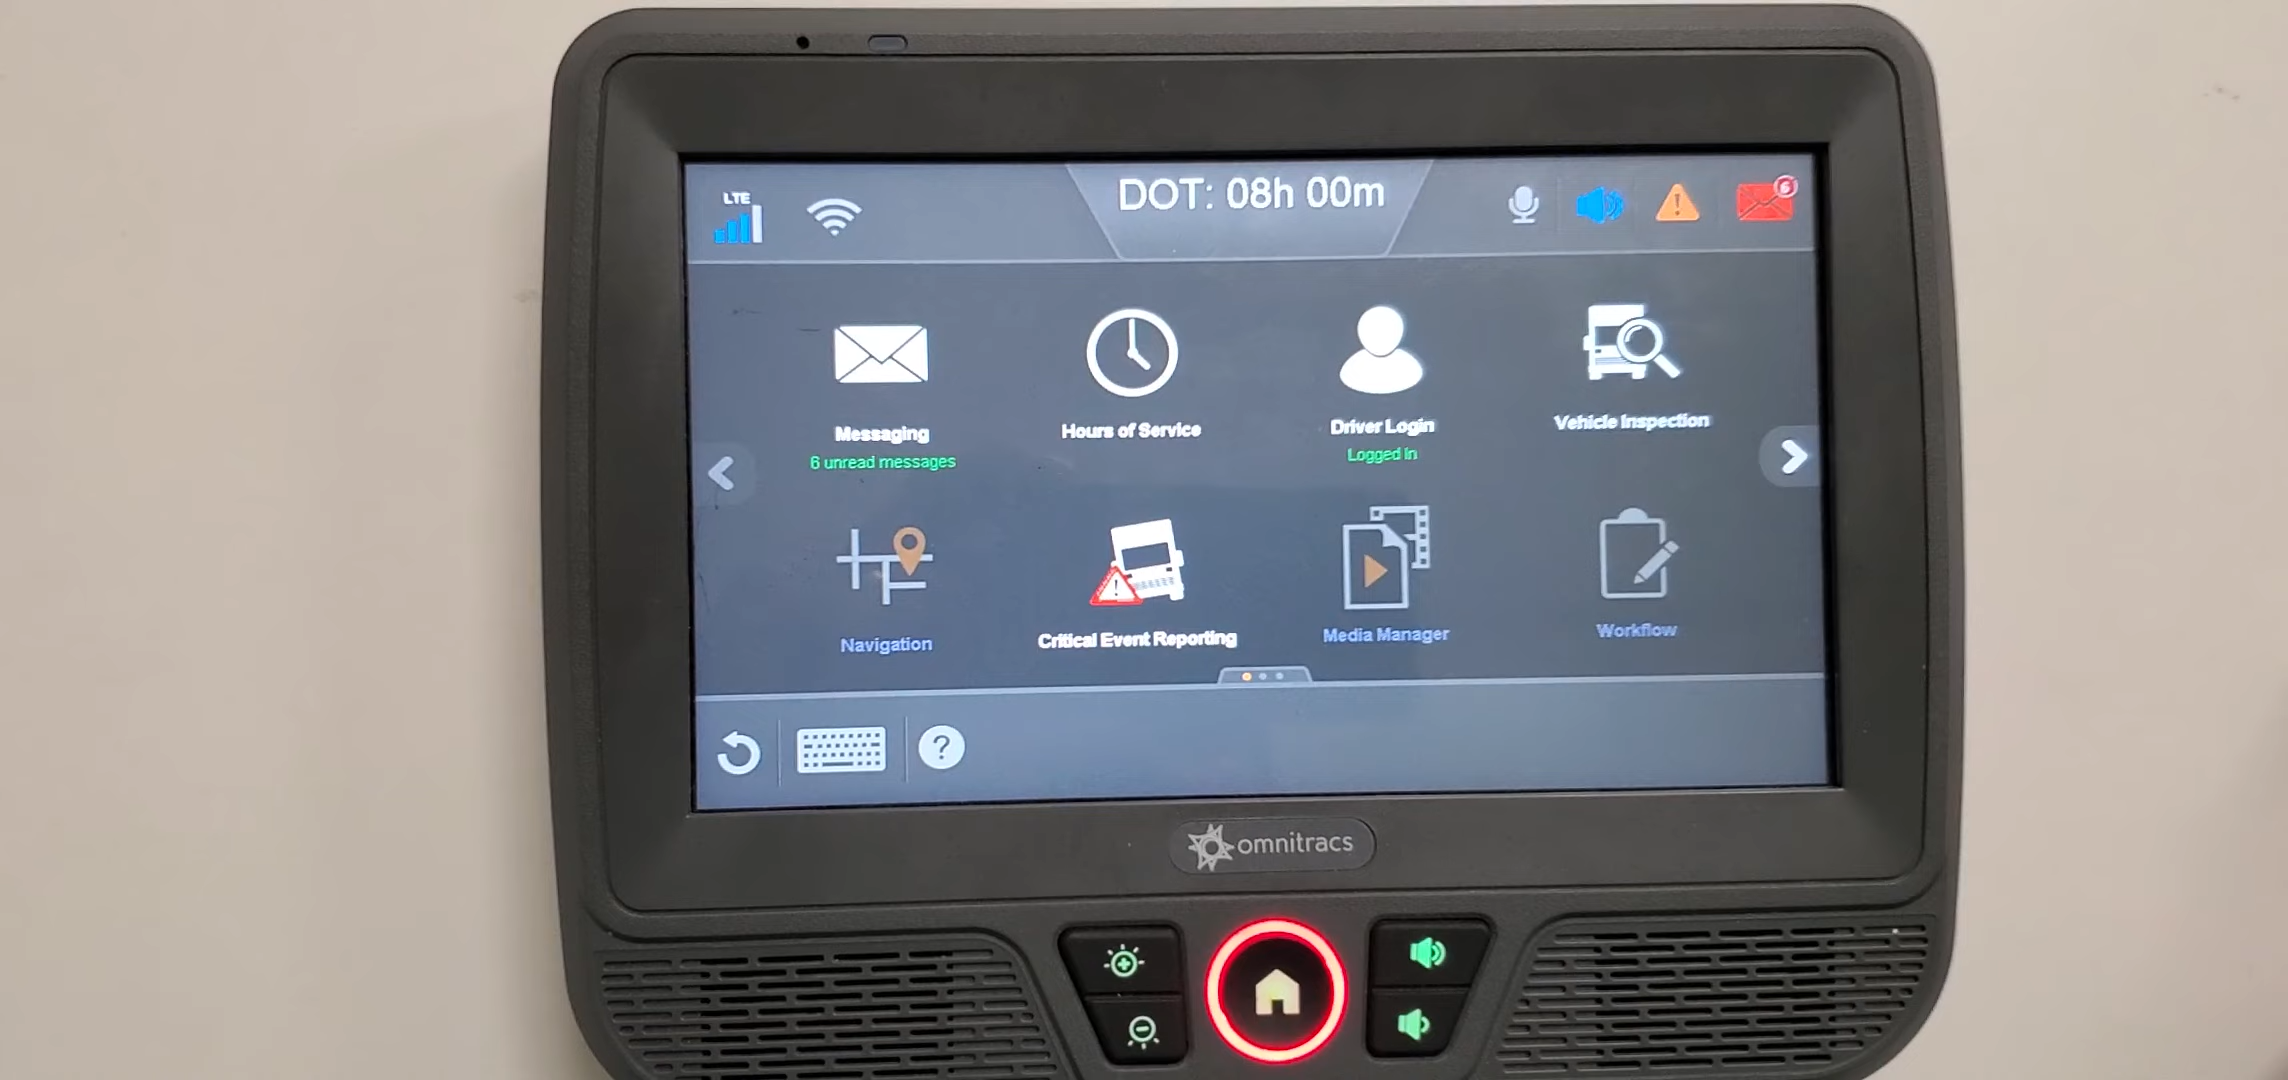 LTE
DOT: 08h 00m
6
Messaging
6 unread messages
Hours of Service
Driver Login
Logged In
Vehicle Inspection
Navigation
Critical Event Reporting
Media Manager
Workflow
?
omnitracs